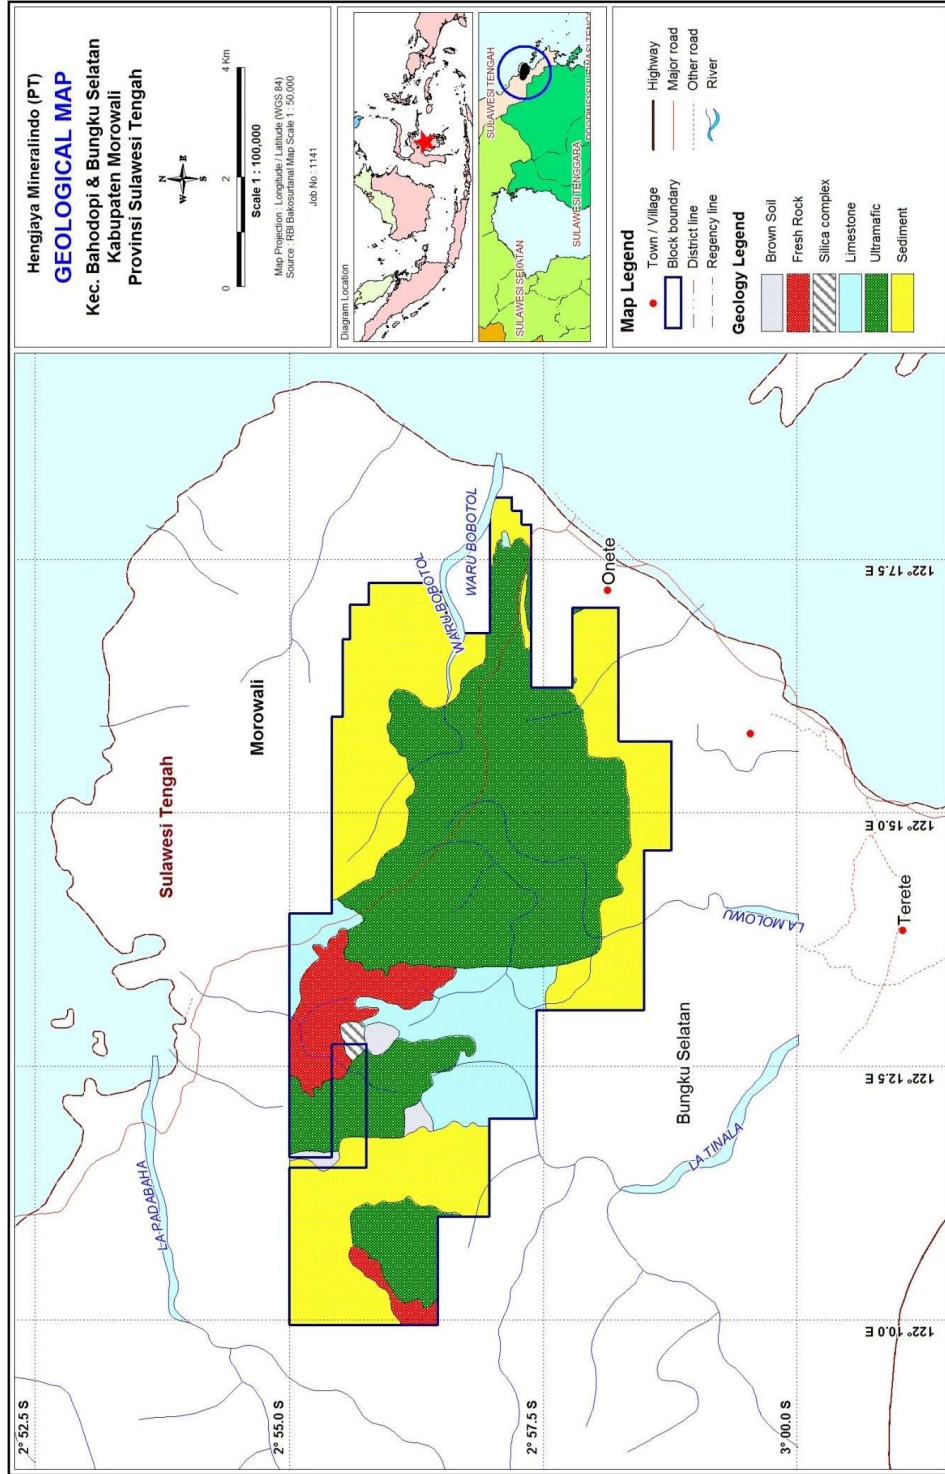 Hengjaya Mineralindo (PT)
GEOLOGICAL MAP
Kec. Bahodopi & Bungku Selatan
Kabupaten Morowali
Provinsi Sulawesi Tengah
N
W
E
S
0
2
4 Km
Scale 1 : 100,000
Map Projection : Longitude / Latitude (WGS 84)
Source : RBI Bakosurtanal Map Scale 1 : 50,000
Job No : 1141
Diagram Location
SULAWESI TENGAH
SULAWESI SELATAN
SULAWESI TENGGARA
Map Legend
Town / Village
Block boundary
District line
Regency line
Highway
Major road
Other road
River
Geology Legend
Brown Soil
Fresh Rock
Silica complex
Limestone
Ultramafic
Sediment
2° 52.5 S
2° 55.0 S
2° 57.5 S
3° 00.0 S
122° 10.0 E
122° 12.5 E
122° 15.0 E
122° 17.5 E
Sulawesi Tengah
Morowali
LA PADABAHA
WARU BOBOTOL
WARU BOBOTOL
Onete
LA MOLOWU
Terete
Bungku Selatan
LA TINALA